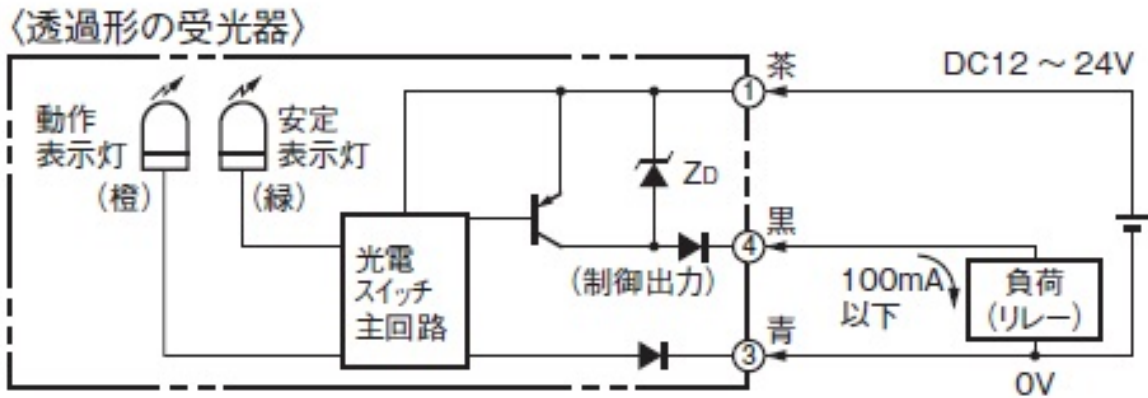 〈透過形の受光器〉
動作
表示灯
(橙)
安定
表示灯
(緑)
光電
スイッチ
主回路
ZD
(制御出力)
① 茶
④ 黒
③ 青
DC12 ～ 24V
100mA
以下
負荷
(リレー)
0V